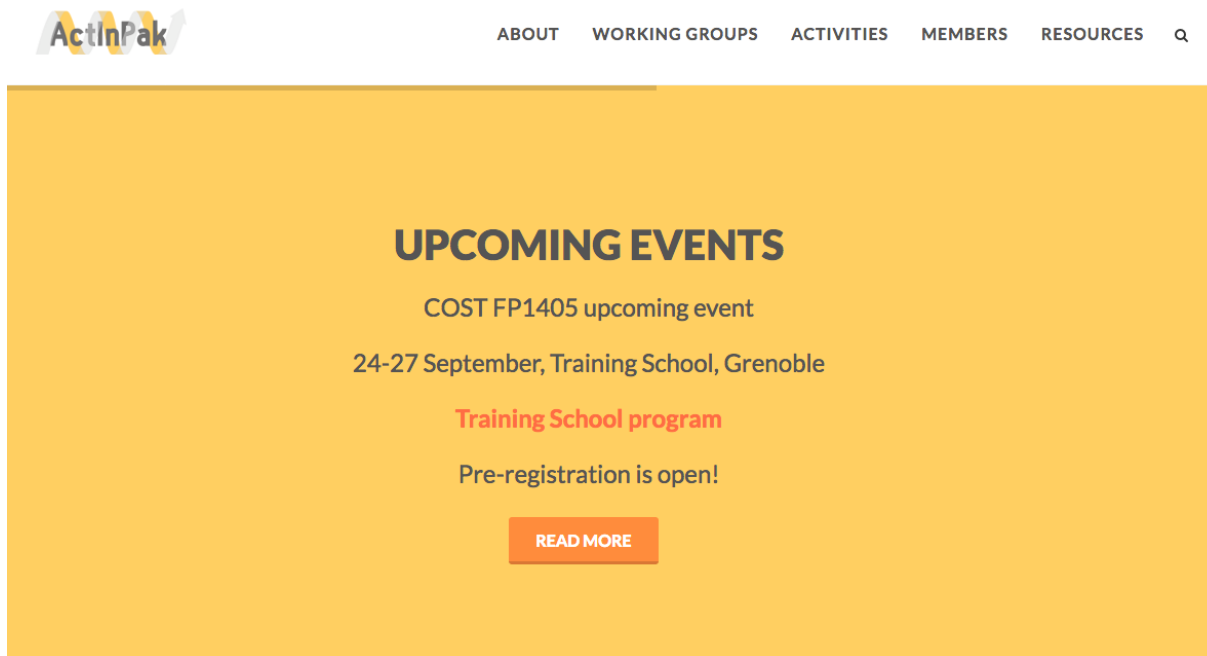 ActInPak
ABOUT WORKING GROUPS ACTIVITIES MEMBERS RESOURCES
UPCOMING EVENTS
COST FP1405 upcoming event
24-27 September, Training School, Grenoble
Training School program
Pre-registration is open!
READ MORE